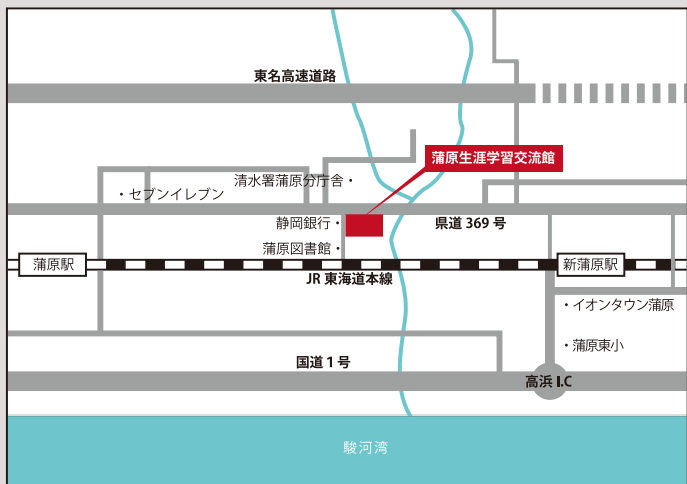 東名高速道路
蒲原生涯学習交流館
清水署蒲原分庁舎・
・セブンイレブン
静岡銀行・
県道 369 号
蒲原図書館・
蒲原駅
新蒲原駅
JR 東海道本線
・イオンタウン蒲原
・蒲原東小
国道 1 号
高浜 I.C
駿河湾